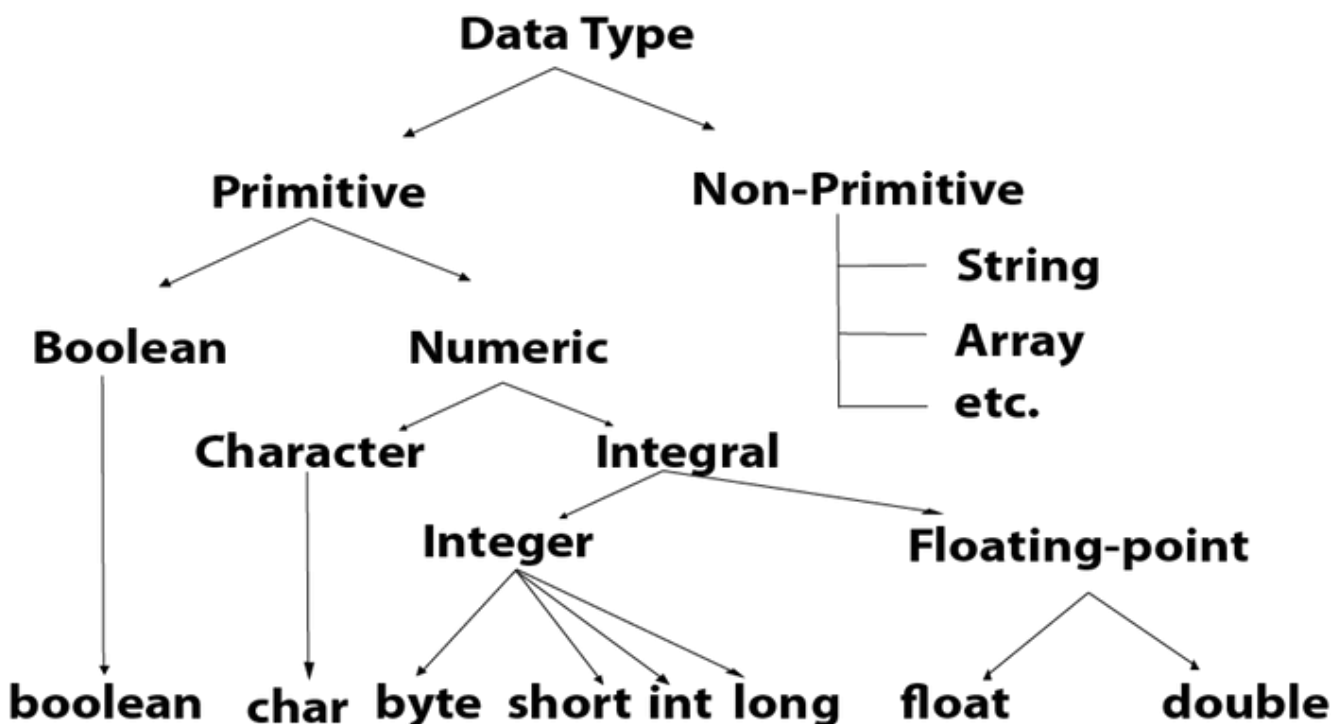 Data Type
Primitive
Non-Primitive
String
Array
etc.
Boolean
Numeric
Character
Integral
Integer
Floating-point
boolean
char
byte
short
int
long
float
double